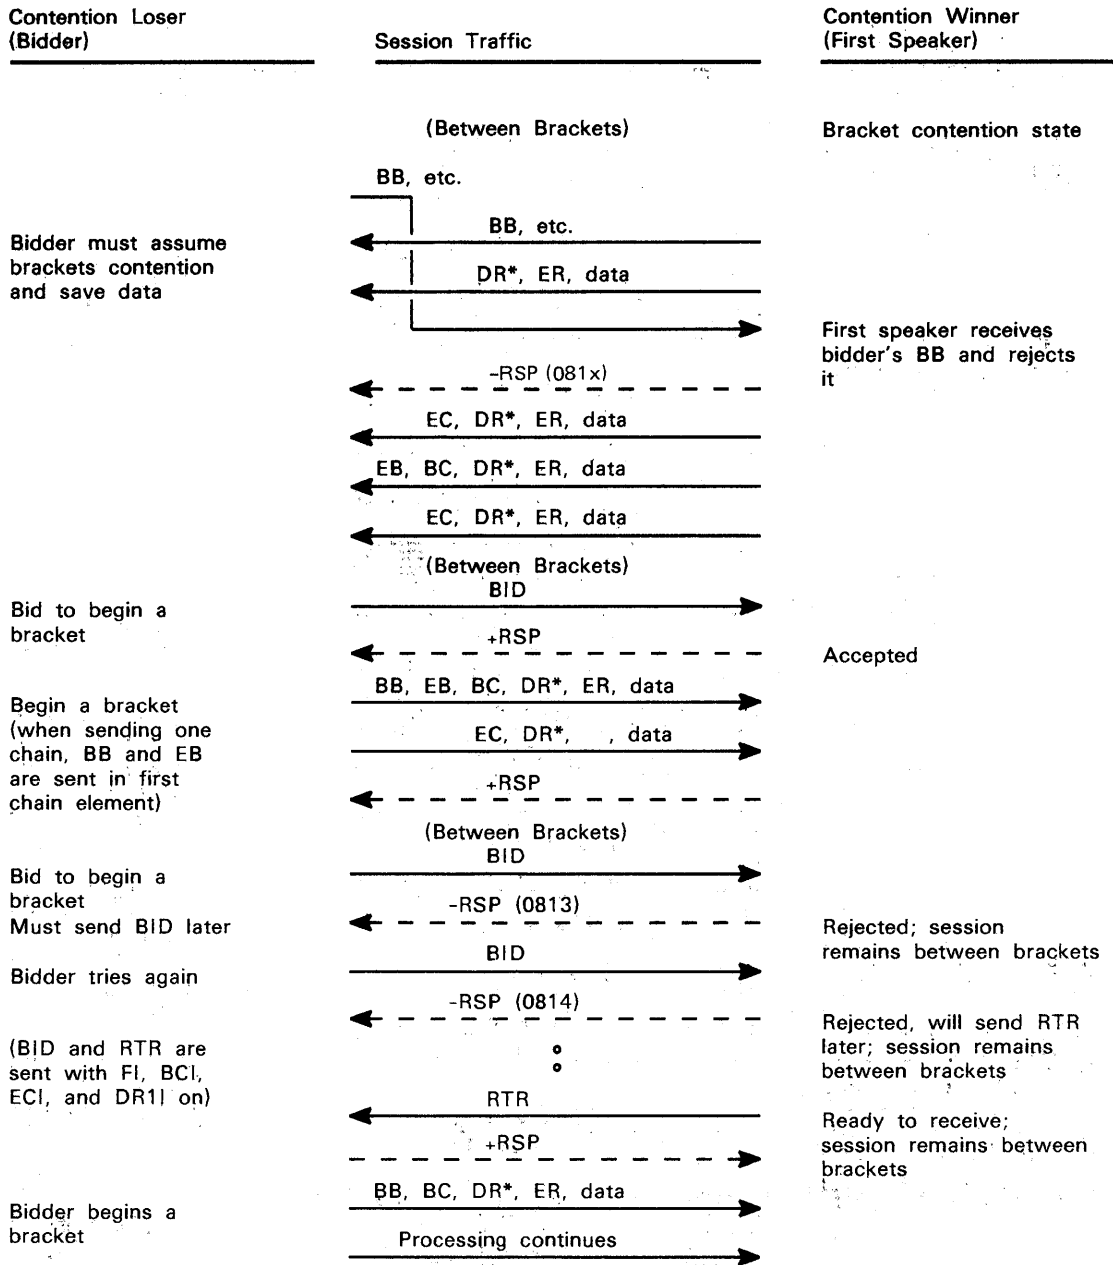 Contention Loser
(Bidder)
Session Traffic
Contention Winner
(First Speaker)
(Between Brackets)
Bracket contention state
BB, etc.
BB, etc.
Bidder must assume
brackets contention
and save data
DR*, ER, data
First speaker receives
bidder's BB and rejects
it
-RSP (081x)
EC, DR*, ER, data
EB, BC, DR*, ER, data
EC, DR*, ER, data
(Between Brackets)
BID
Bid to begin a
bracket
+RSP
Accepted
BB, EB, BC, DR*, ER, data
Begin a bracket
(when sending one
chain, BB and EB
are sent in first
chain element)
EC, DR*, , data
+RSP
(Between Brackets)
BID
Bid to begin a
bracket
Must send BID later
-RSP (0813)
Rejected; session
remains between brackets
BID
Bidder tries again
-RSP (0814)
Rejected, will send RTR
later; session remains
between brackets
(BID and RTR are
sent with FI, BCI,
ECI, and DR1I on)
RTR
Ready to receive;
session remains between
brackets
+RSP
BB, BC, DR*, ER, data
Bidder begins a
bracket
Processing continues